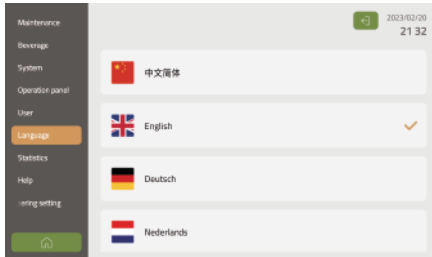 Maintenance
Beverage
System
Operation panel
User
Language
Statistics
Help
ering setting
2023/02/20
21 32
中文简体
English
Deutsch
Nederlands